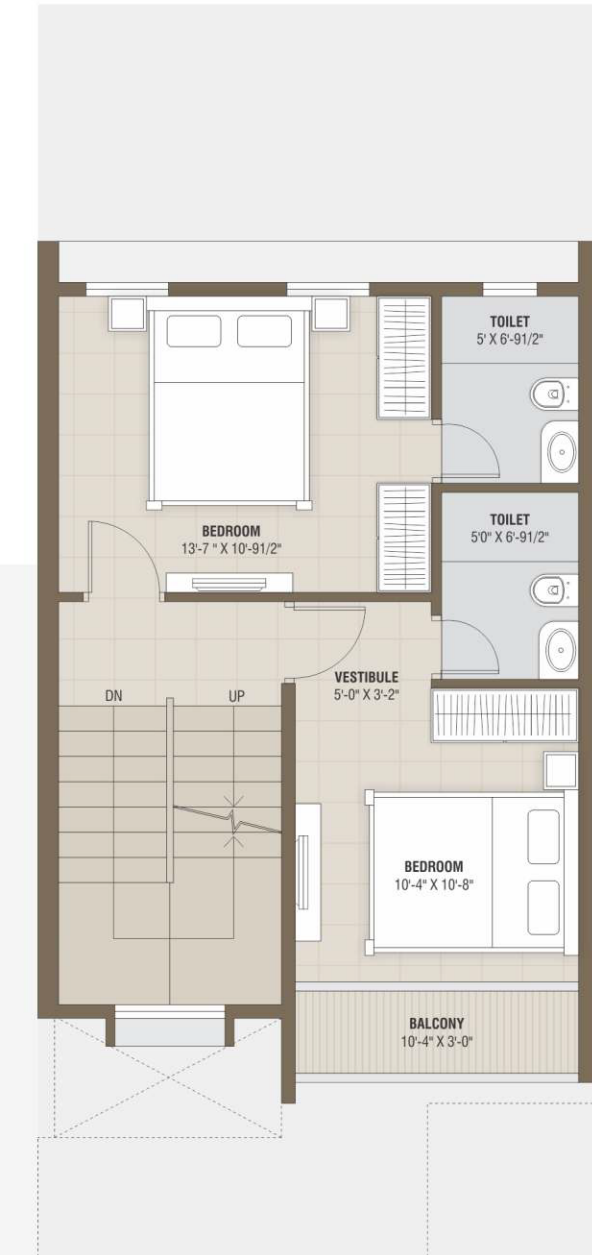 TOILET
5' X 6'-91/2"
BEDROOM
13'-7 " X 10'-91/2"
TOILET
5'0" X 6'-91/2"
VESTIBULE
5'-0" X 3'-2"
DN
UP
BEDROOM
10'-4" X 10'-8"
BALCONY
10'-4" X 3'-0"